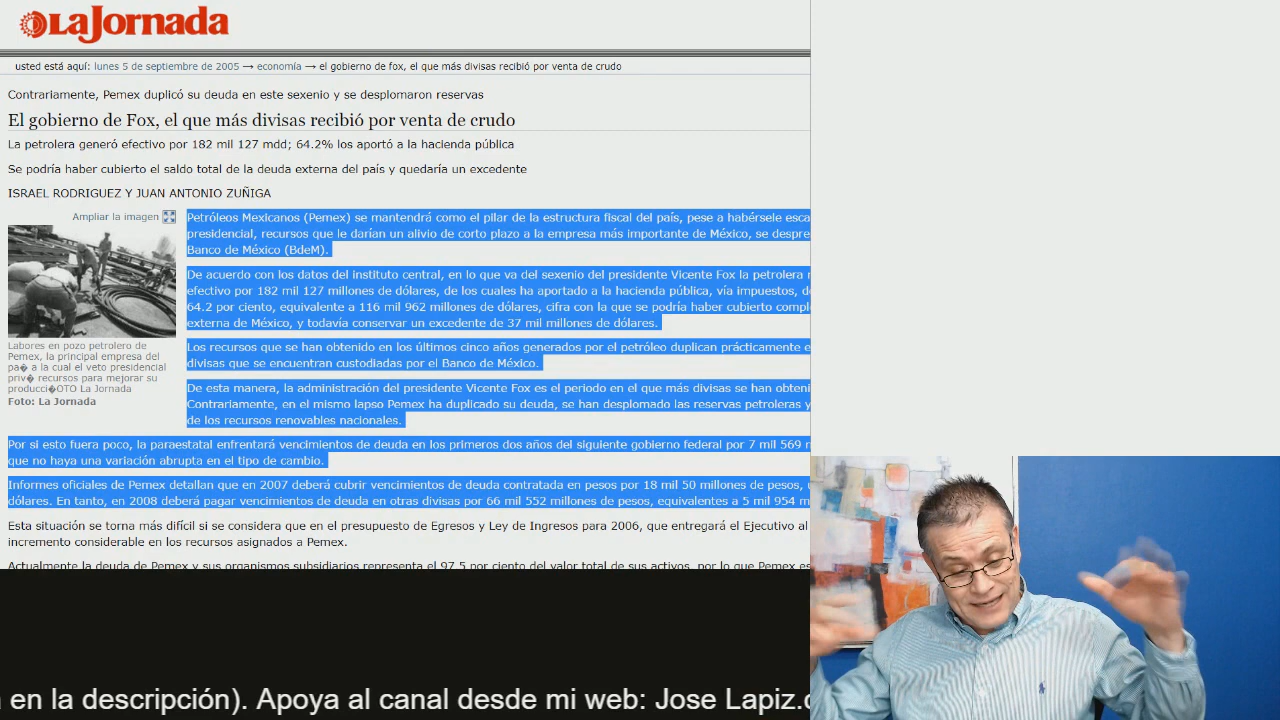 LaJornada
usted está aquí: lunes 5 de septiembre de 2005 → economía → el gobierno de fox, el que más divisas recibió por venta de crudo
Contrariamente, Pemex duplicó su deuda en este sexenio y se desplomaron reservas
El gobierno de Fox, el que más divisas recibió por venta de crudo
La petrolera generó efectivo por 182 mil 127 mdd; 64.2% los aportó a la hacienda pública
Se podría haber cubierto el saldo total de la deuda externa del país y quedaría un excedente
ISRAEL RODRIGUEZ Y JUAN ANTONIO ZUÑIGA
Ampliar la imagen
Labores en pozo petrolero de
Pemex, la principal empresa del
pa� a la cual el veto presidencial
priv� recursos para mejorar su
producci�OTO La Jornada
Foto: La Jornada
Petróleos Mexicanos (Pemex) se mantendrá como el pilar de la estructura fiscal del país, pese a habérsele esca
presidencial, recursos que le darían un alivio de corto plazo a la empresa más importante de México, se despre
Banco de México (BdeM).
De acuerdo con los datos del instituto central, en lo que va del sexenio del presidente Vicente Fox la petrolera
efectivo por 182 mil 127 millones de dólares, de los cuales ha aportado a la hacienda pública, vía impuestos, d
64.2 por ciento, equivalente a 116 mil 962 millones de dólares, cifra con la que se podría haber cubierto compl
externa de México, y todavía conservar un excedente de 37 mil millones de dólares.
Los recursos que se han obtenido en los últimos cinco años generados por el petróleo duplican prácticamente e
divisas que se encuentran custodiadas por el Banco de México.
De esta manera, la administración del presidente Vicente Fox es el periodo en el que más divisas se han obteni
Contrariamente, en el mismo lapso Pemex ha duplicado su deuda, se han desplomado las reservas petroleras y
de los recursos renovables nacionales.
Por si esto fuera poco, la paraestatal enfrentará vencimientos de deuda en los primeros dos años del siguiente gobierno federal por 7 mil 569
que no haya una variación abrupta en el tipo de cambio.
Informes oficiales de Pemex detallan que en 2007 deberá cubrir vencimientos de deuda contratada en pesos por 18 mil 50 millones de pesos,
dólares. En tanto, en 2008 deberá pagar vencimientos de deuda en otras divisas por 66 mil 552 millones de pesos, equivalentes a 5 mil 954 m
Esta situación se torna más difícil si se considera que en el presupuesto de Egresos y Ley de Ingresos para 2006, que entregará el Ejecutivo al
incremento considerable en los recursos asignados a Pemex.
Actualmente la deuda de Pemex y sus organismos subsidiarios representa el 97.5 por ciento del valor total de sus activos, por lo que Pemex es
en la descripción). Apoya al canal desde mi web: Jose Lapiz.